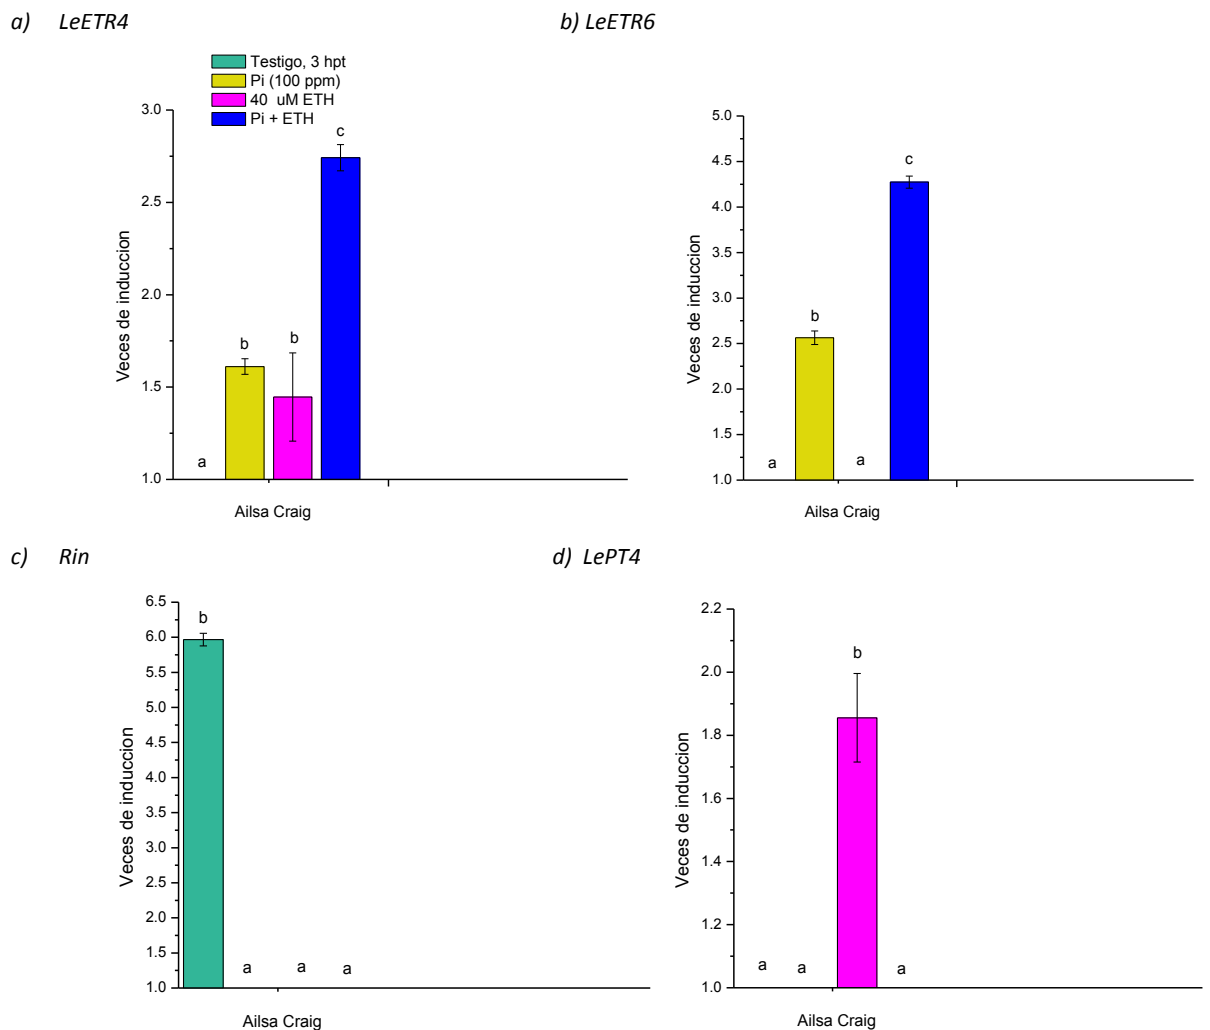 a) LeETR4
b) LeETR6
Testigo, 3 hpt
Pi (100 ppm)
40 uM ETH
Pi + ETH
3.0
2.5
2.0
1.5
1.0
Veces de induccion
a
b
b
c
Ailsa Craig
5.0
4.5
4.0
4.5
3.0
2.5
2.0
1.5
1.0
Veces de induccion
a
b
a
c
Ailsa Craig
c) Rin
d) LePT4
6.5
6.0
5.5
5.0
4.5
4.0
3.5
3.0
2.5
2.0
1.5
1.0
Veces de induccion
b
a
a
a
Ailsa Craig
2.2
2.0
1.8
1.6
1.4
1.2
1.0
Veces de induccion
a
a
b
a
Ailsa Craig